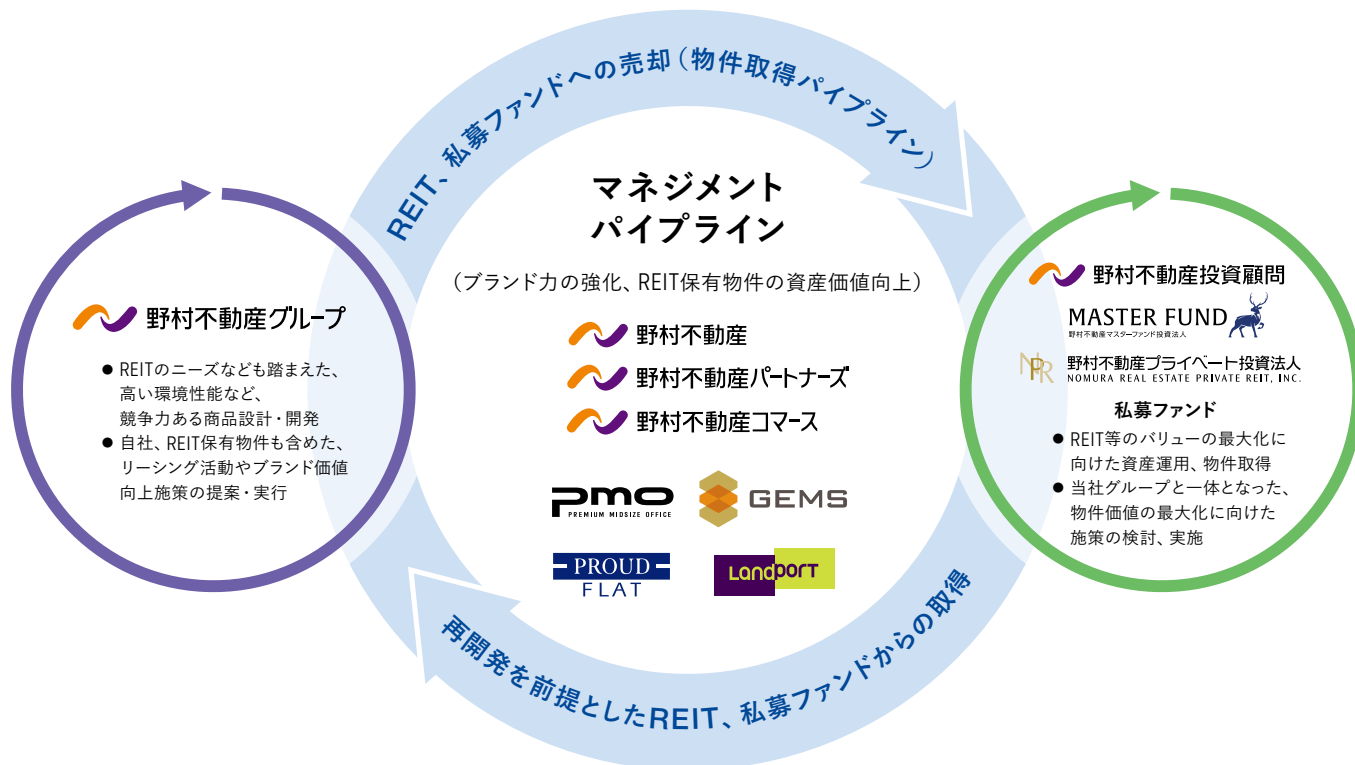 REIT、私募ファンドへの売却（物件取得パイプライン）
野村不動産グループ
● REITのニーズなども踏まえた、
高い環境性能など、
競争力ある商品設計・開発
● 自社、REIT保有物件も含めた、
リーシング活動やブランド価値
向上施策の提案・実行
マネジメント
パイプライン
（ブランド力の強化、REIT保有物件の資産価値向上）
野村不動産
野村不動産パートナーズ
野村不動産コマース
PMO
PREMIUM MIDSIZE OFFICE
GEMS
PROUD
FLAT
Landport
野村不動産投資顧問
MASTER FUND
野村不動産マスターファンド投資法人
NPR
野村不動産プライベート投資法人
NOMURA REAL ESTATE PRIVATE REIT, INC.
私募ファンド
● REIT等のバリューの最大化に
向けた資産運用、物件取得
● 当社グループと一体となった、
物件価値の最大化に向けた
施策の検討、実施
再開発を前提としたREIT、私募ファンドからの取得